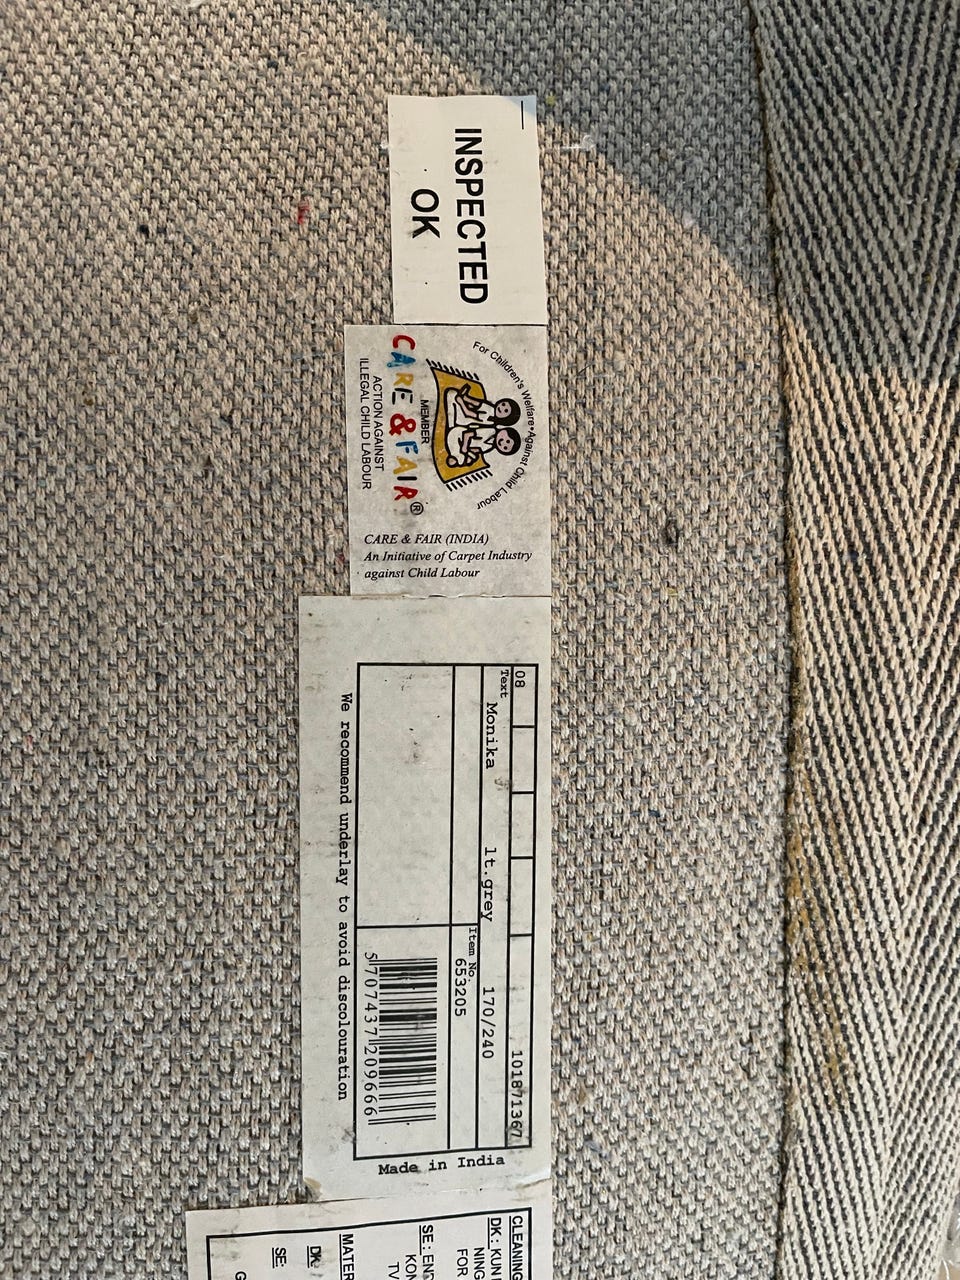 INSPECTED
OK
For Children's Welfare•Against Child Labour
MEMBER
CARE & FAIR®
ACTION AGAINST
ILLEGAL CHILD LABOUR
CARE & FAIR (INDIA)
An Initiative of Carpet Industry
against Child Labour
08 101871367
Text Monika lt.grey 170/240
Item No.
653205
5707437209666
We recommend underlay to avoid discolouration
Made in India
CLEANING
DK: KUN
NING
FOR
SE:
KON
TV
MATER
DK:
SE:
G